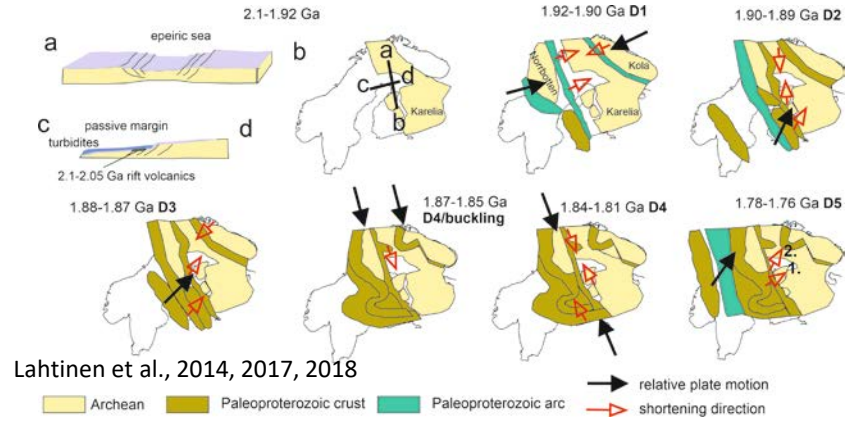 2.1-1.92 Ga
a
epeiric sea
b
a
c
d
b
Karelia
1.92-1.90 Ga D1
Norrbotten
Kola
Karelia
1.90-1.89 Ga D2
c
passive margin
d
turbidites
2.1-2.05 Ga rift volcanics
1.88-1.87 Ga D3
1.87-1.85 Ga
D4/buckling
1.84-1.81 Ga D4
1.78-1.76 Ga D5
2.
1.
Lahtinen et al., 2014, 2017, 2018
Archean
Paleoproterozoic crust
Paleoproterozoic arc
relative plate motion
shortening direction